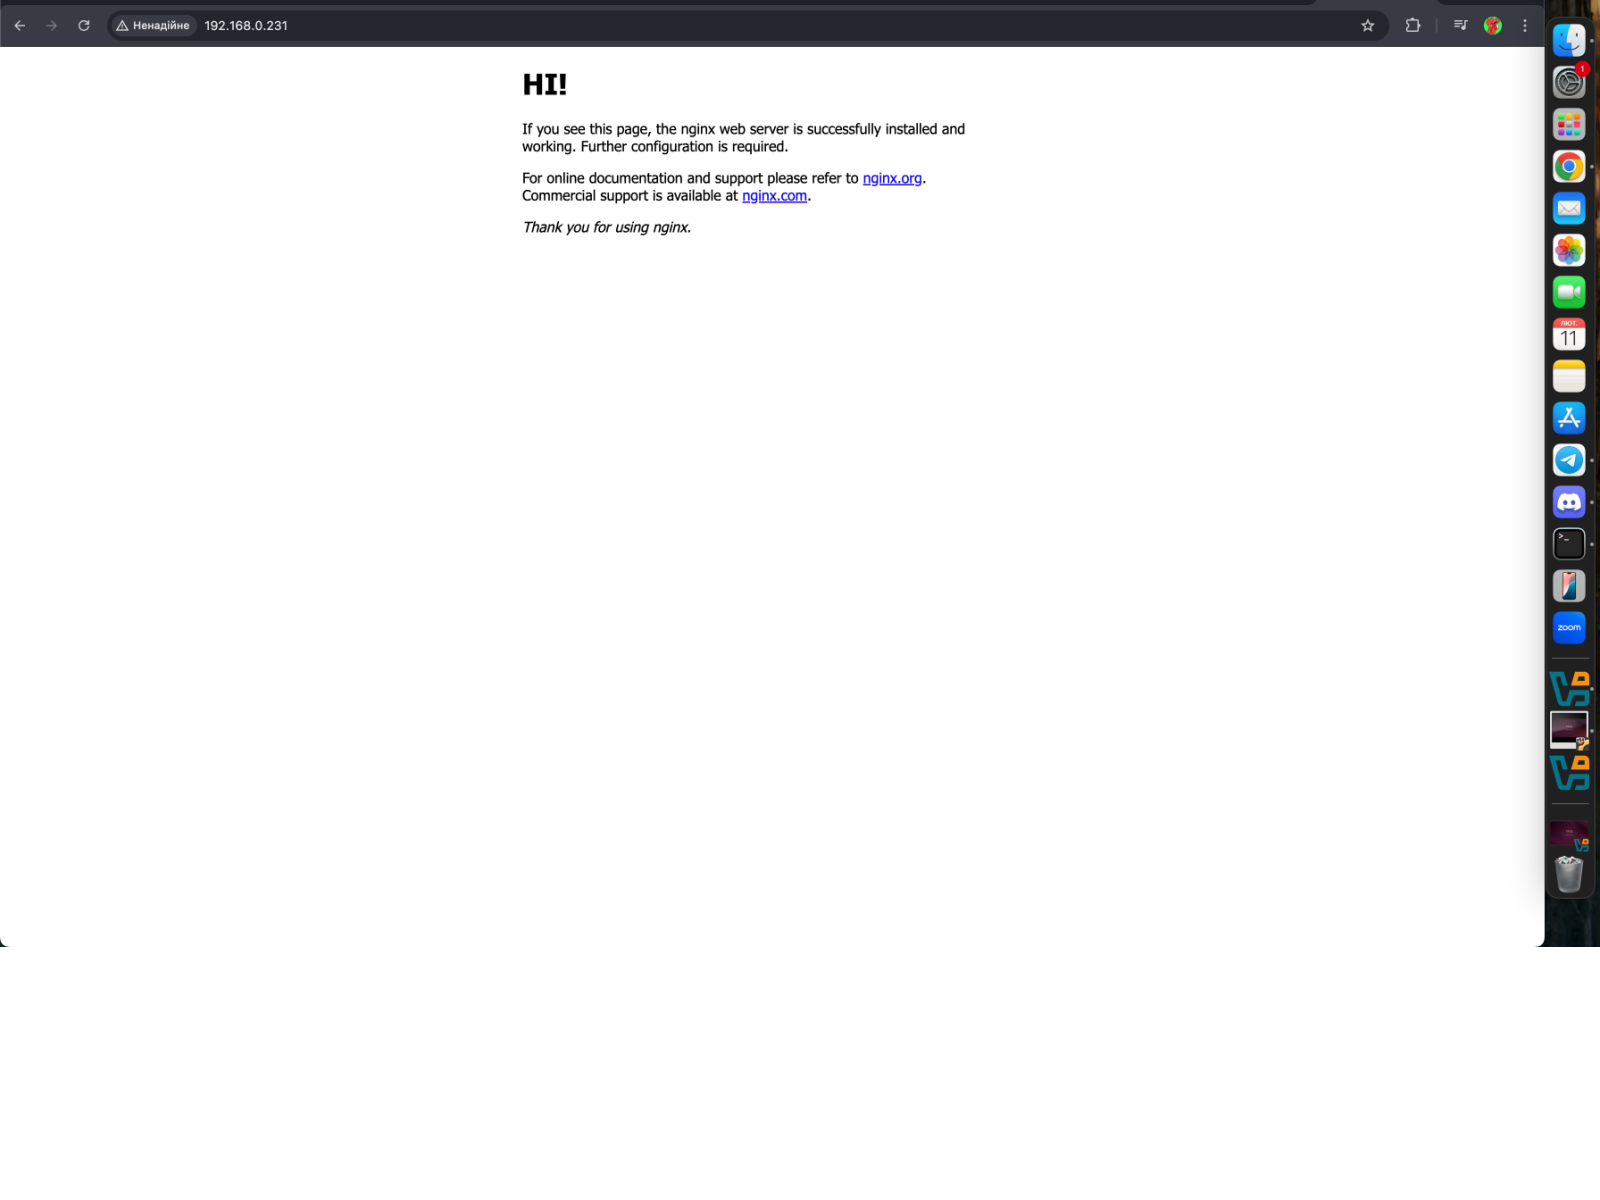 Ненадійне 192.168.0.231
HI!
If you see this page, the nginx web server is successfully installed and
working. Further configuration is required.
For online documentation and support please refer to nginx.org.
Commercial support is available at nginx.com.
Thank you for using nginx.
1
ЛЮТ.
11
zoom